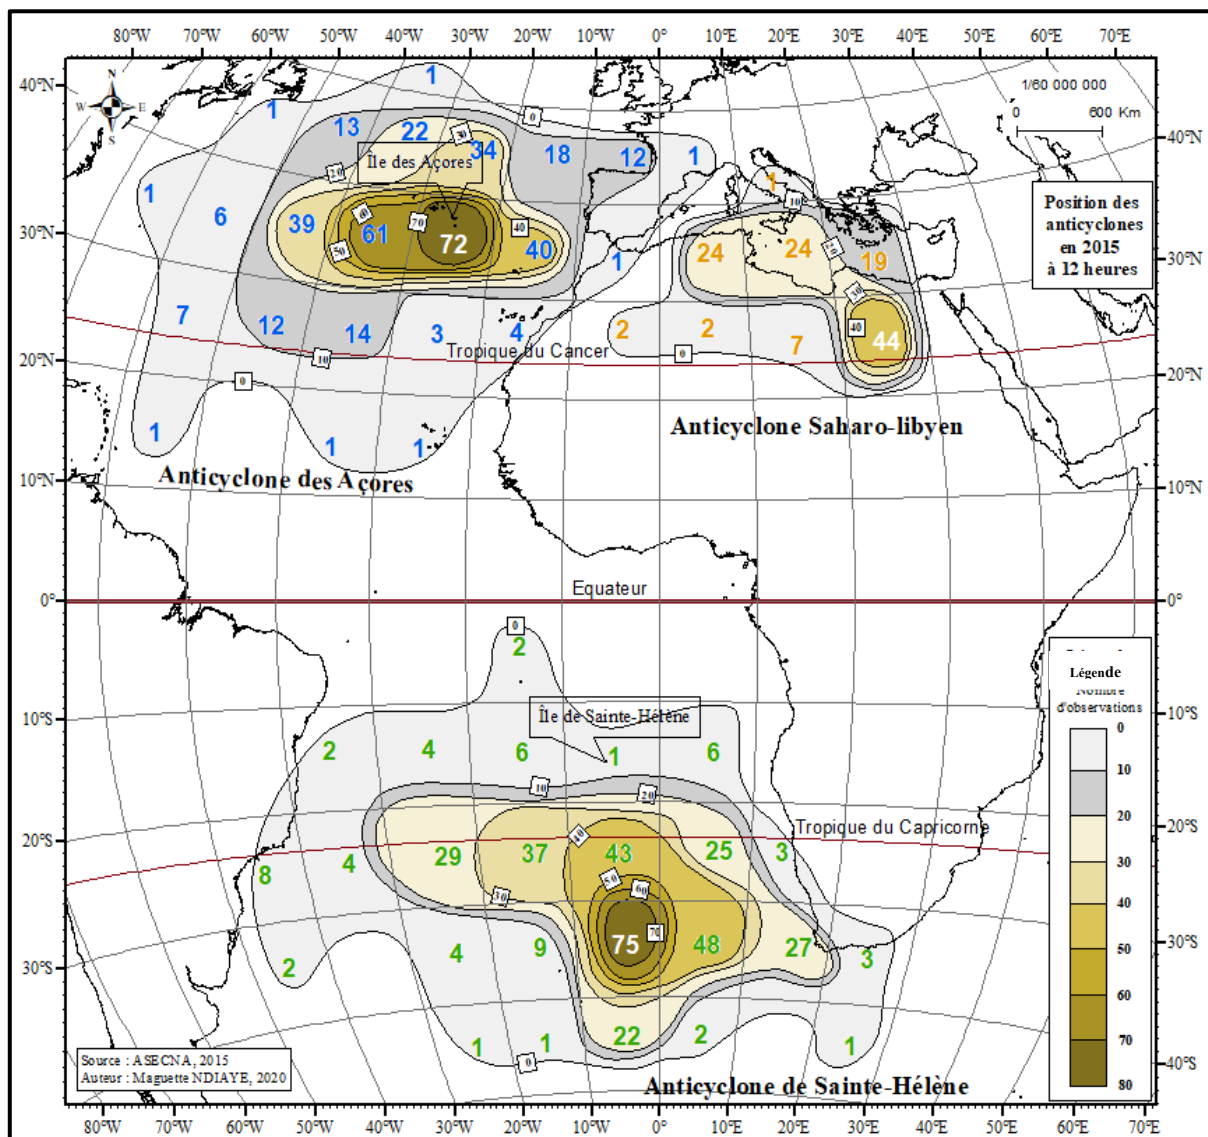 80°W 70°W 60°W 50°W 40°W 30°W 20°W 10°W 0° 10°E 20°E 30°E 40°E 50°E 60°E 70°E
40°N
N
W E
S
1/60 000 000
0 600 Km
40°N
1
1
13 22 30 34 0
18 12 1
Île des Açores
20
1
6
39 60 61 70 72 40 40
50
1
1
10
24 24 20 19
30
Position des
anticyclones
en 2015
à 12 heures
30°N
30°N
7 12 14 3 4
2 2 7 40 44
10
Tropique du Cancer
0
20°N
0
20°N
1 1 1
Anticyclone Saharo-libyen
Anticyclone des Açores
10°N
10°N
Equateur
0°
0°
0
2
Légende
Nombre
d'observations
0
10
20
30
40
50
60
70
80
Île de Sainte-Hélène
10°S
10°S
2 4 6 1 6
10 20
Tropique du Capricorne
20°S
20°S
40
8 4 29 37 43 25 3
30 50 60
70
2 4 9 75 48 27 3
30°S
30°S
1 1 22 2 1
0
Source : ASECNA, 2015
Auteur : Maguette NDIAYE, 2020
40°S
Anticyclone de Sainte-Hélène
80°W 70°W 60°W 50°W 40°W 30°W 20°W 10°W 0° 10°E 20°E 30°E 40°E 50°E 60°E 70°E